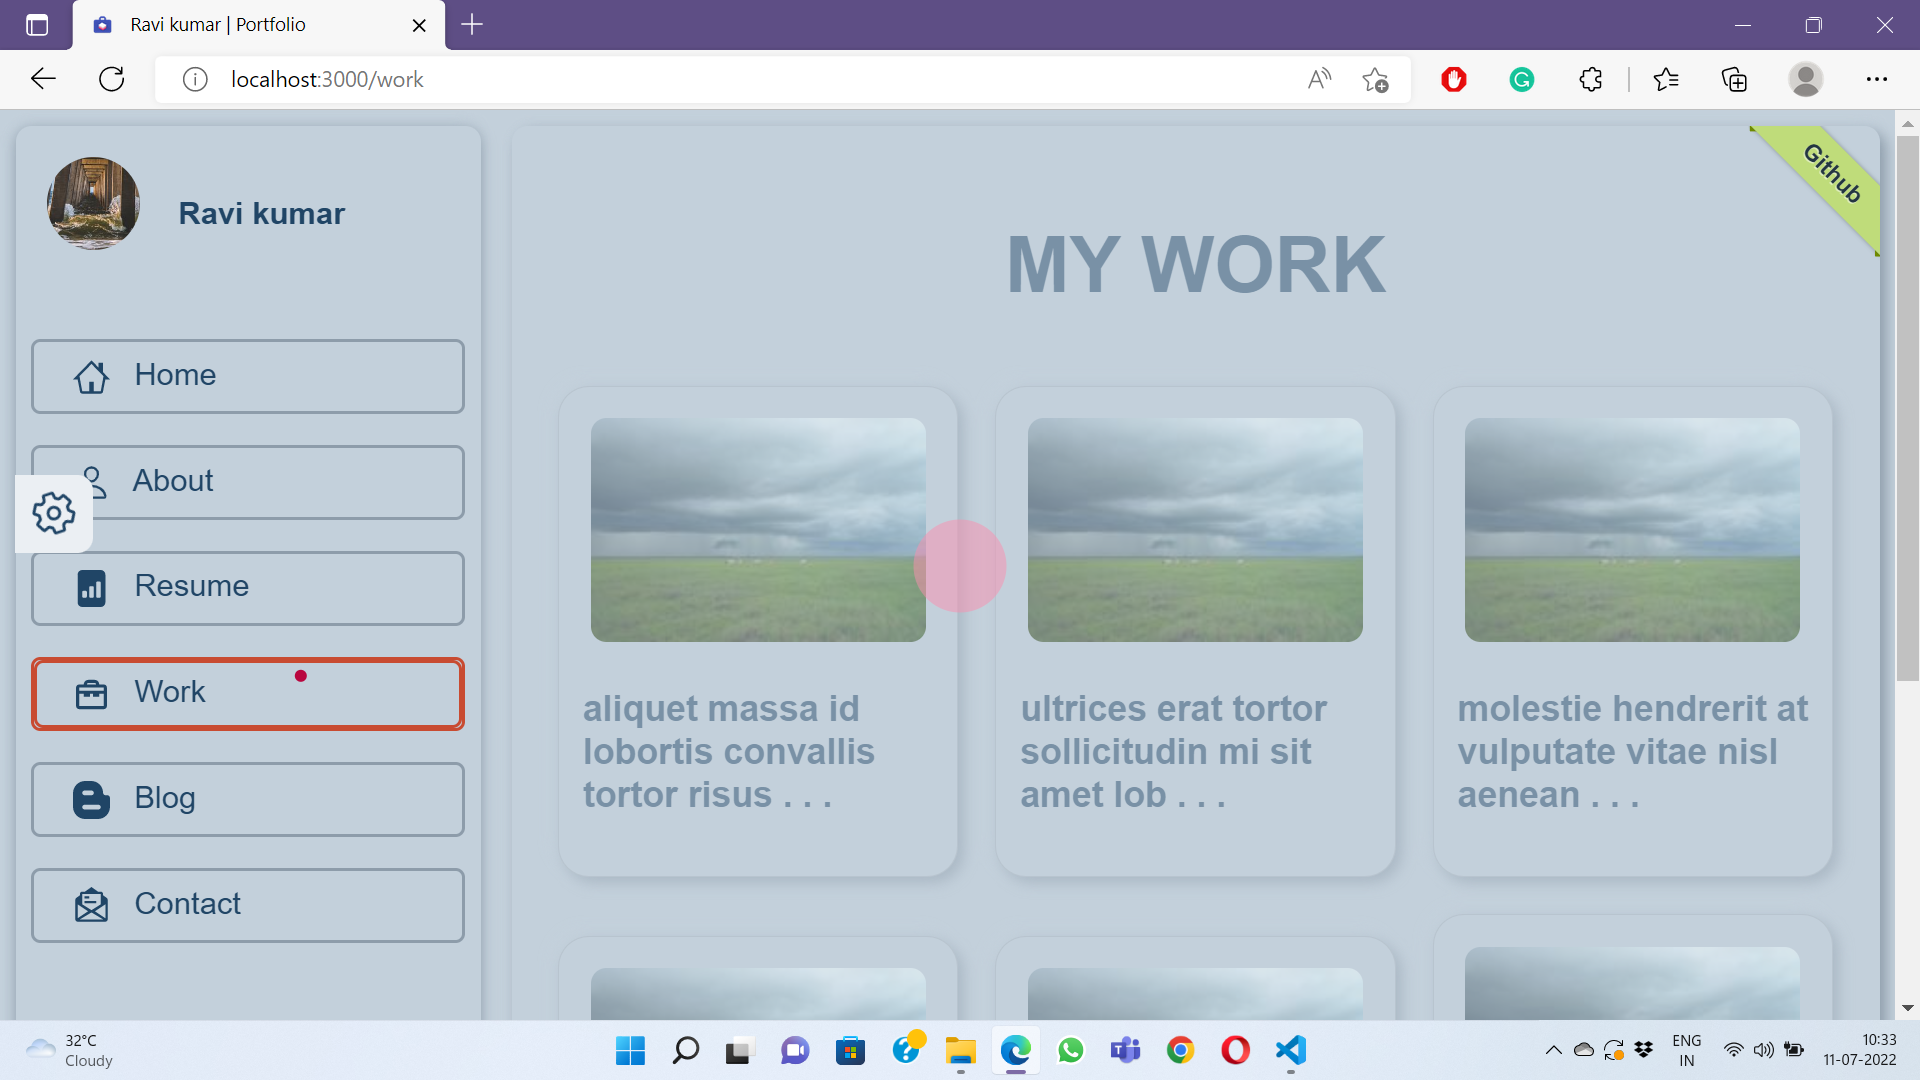 Ravi kumar | Portfolio
localhost:3000/work
Ravi kumar
Github
MY WORK
Home
About
Resume
Work
Blog
Contact
aliquet massa id
lobortis convallis
tortor risus . . .
ultrices erat tortor
sollicitudin mi sit
amet lob . . .
molestie hendrerit at
vulputate vitae nisl
aenean . . .
32°C
Cloudy
ENG
IN
10:33
11-07-2022